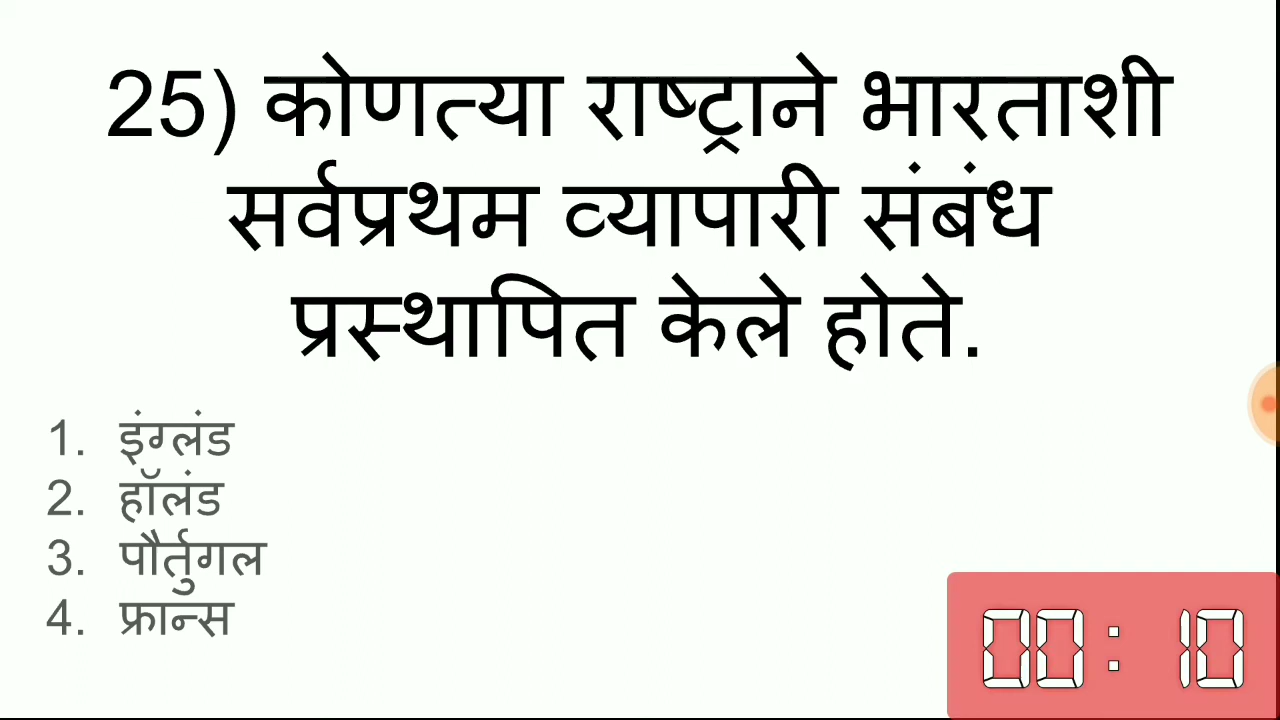 25) कोणत्या राष्ट्राने भारताशी
सर्वप्रथम व्यापारी संबंध
प्रस्थापित केले होते.
1. इंग्लंड
2. हॉलंड
3. पौर्तुगल
4. फ्रान्स
00:10